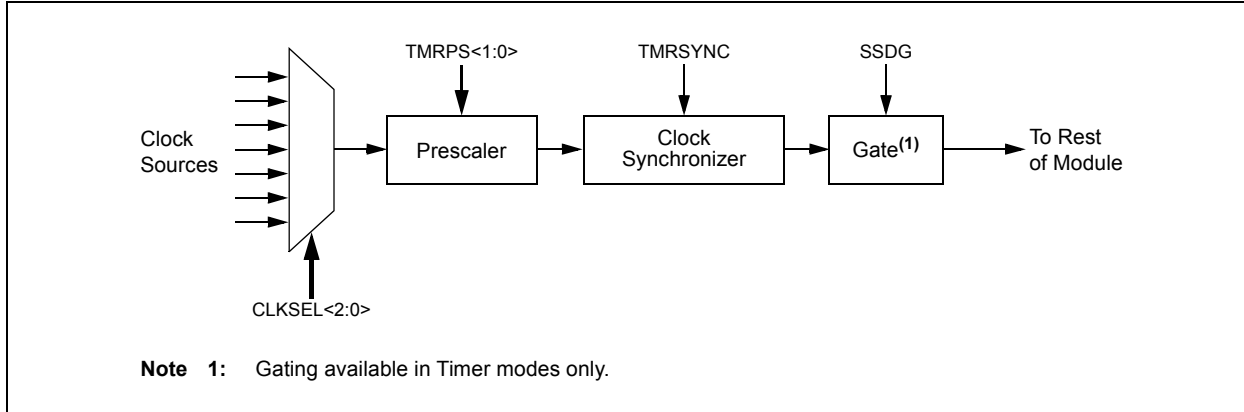 TMRPS<1:0>
TMRSYNC
SSDG
Clock
Sources
Prescaler
Clock
Synchronizer
Gate(1)
To Rest
of Module
CLKSEL<2:0>
Note 1: Gating available in Timer modes only.